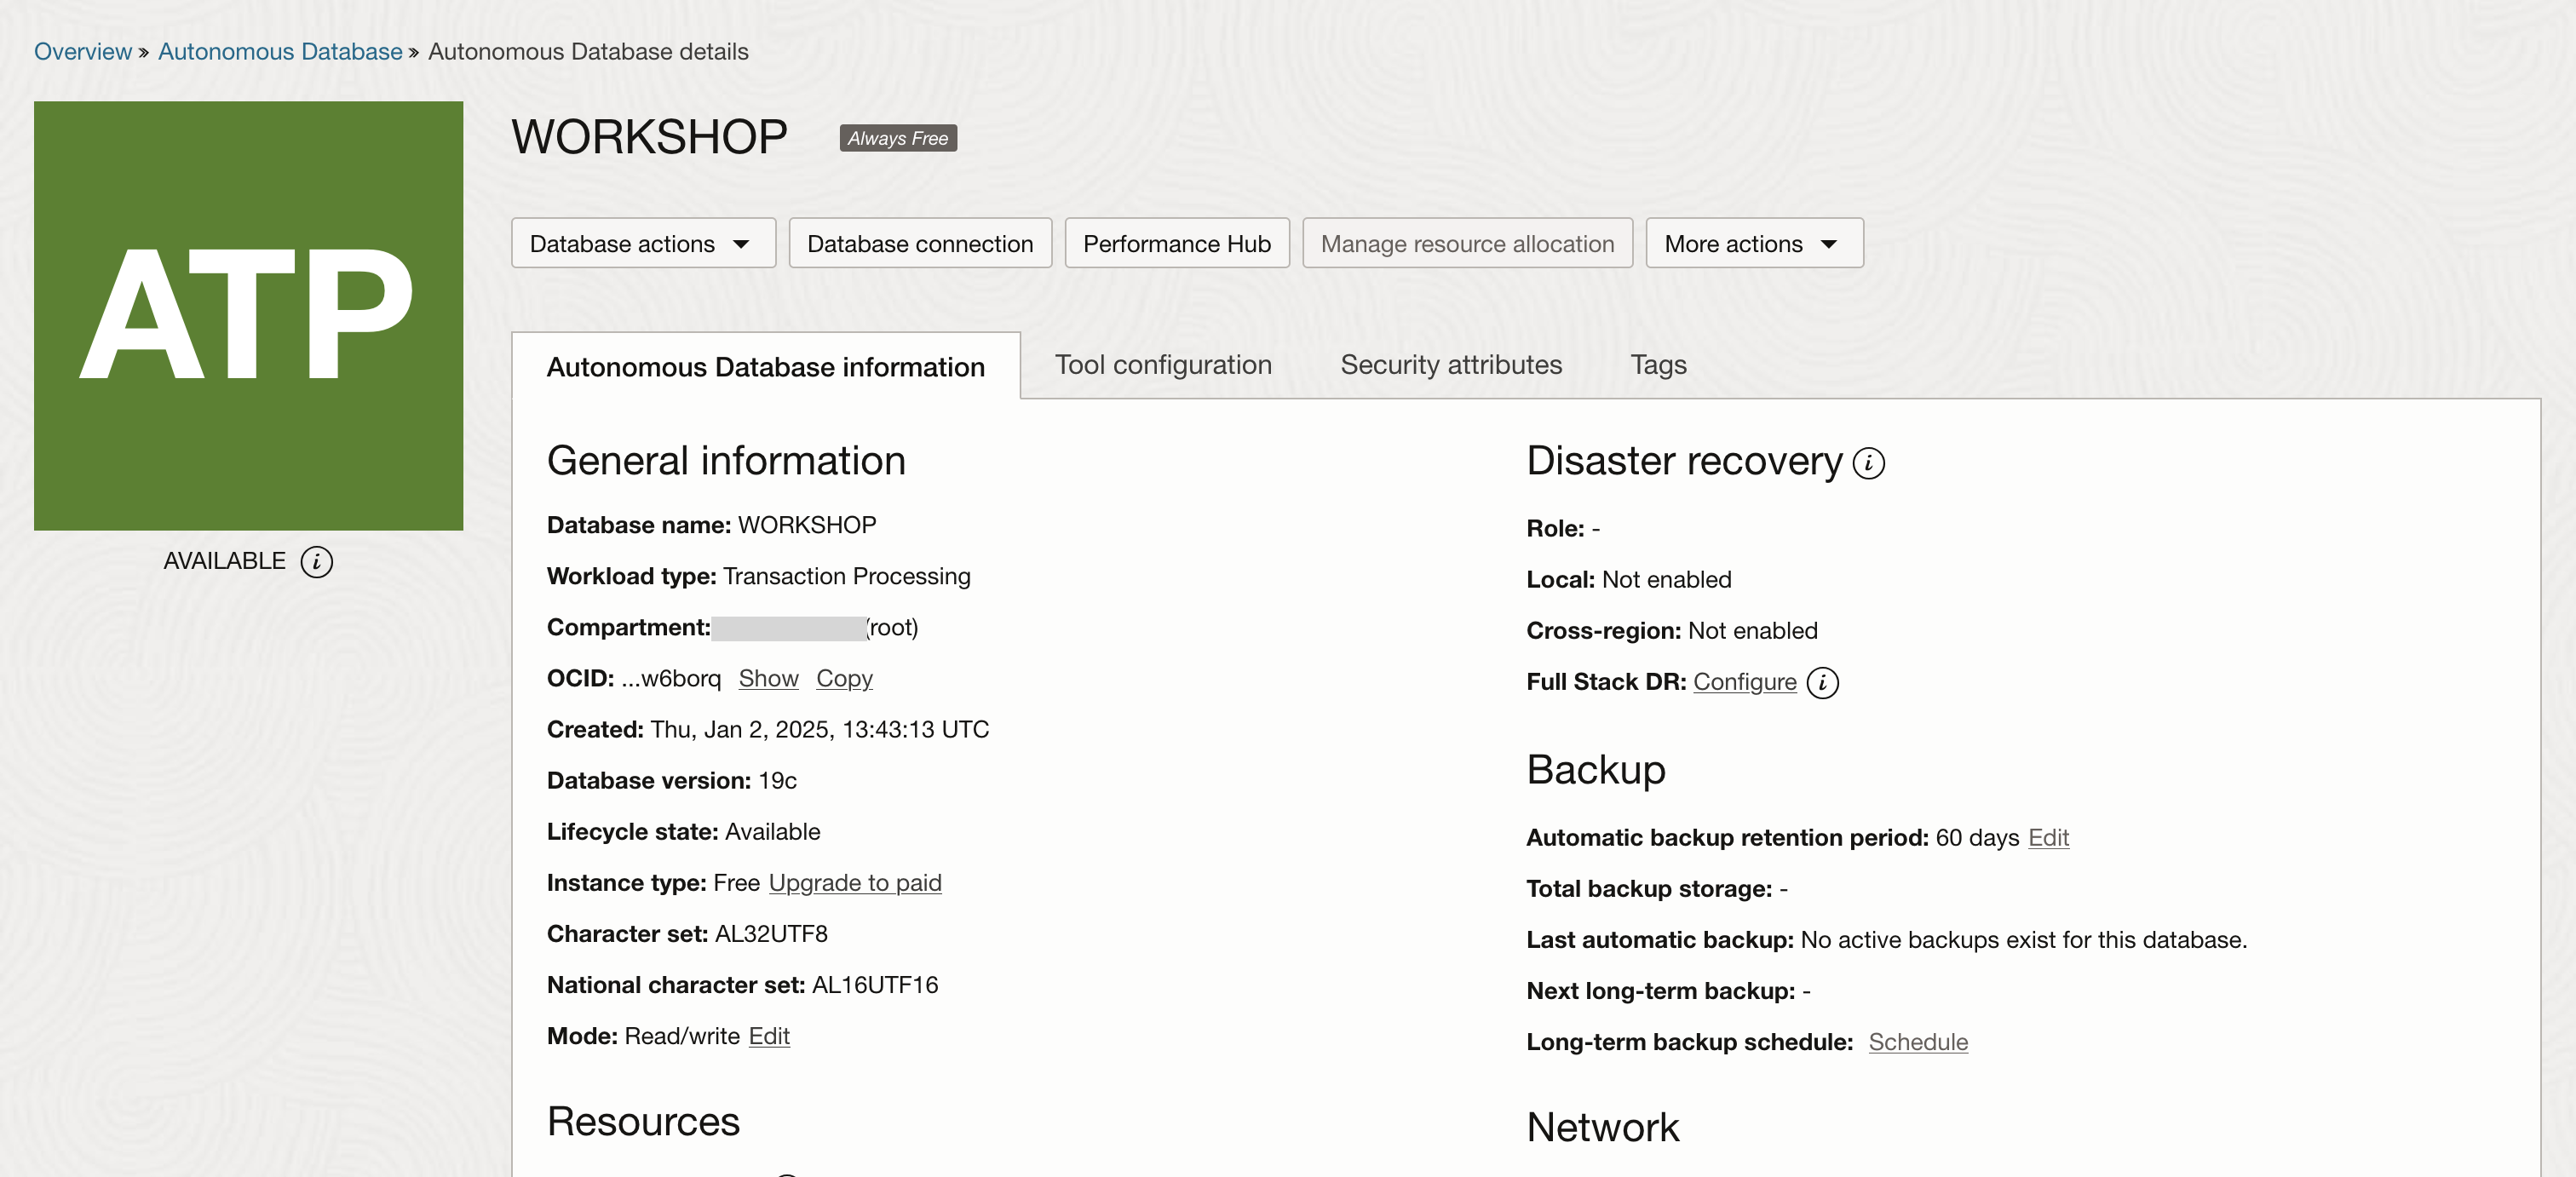 Overview » Autonomous Database » Autonomous Database details
ATP
AVAILABLE
WORKSHOP Always Free
Database actions Database connection Performance Hub Manage resource allocation More actions
Autonomous Database information Tool configuration Security attributes Tags
General information
Database name: WORKSHOP
Workload type: Transaction Processing
Compartment: (root)
OCID: ...w6borq Show Copy
Created: Thu, Jan 2, 2025, 13:43:13 UTC
Database version: 19c
Lifecycle state: Available
Instance type: Free Upgrade to paid
Character set: AL32UTF8
National character set: AL16UTF16
Mode: Read/write Edit
Resources
Disaster recovery
Role: -
Local: Not enabled
Cross-region: Not enabled
Full Stack DR: Configure
Backup
Automatic backup retention period: 60 days Edit
Total backup storage: -
Last automatic backup: No active backups exist for this database.
Next long-term backup: -
Long-term backup schedule: Schedule
Network